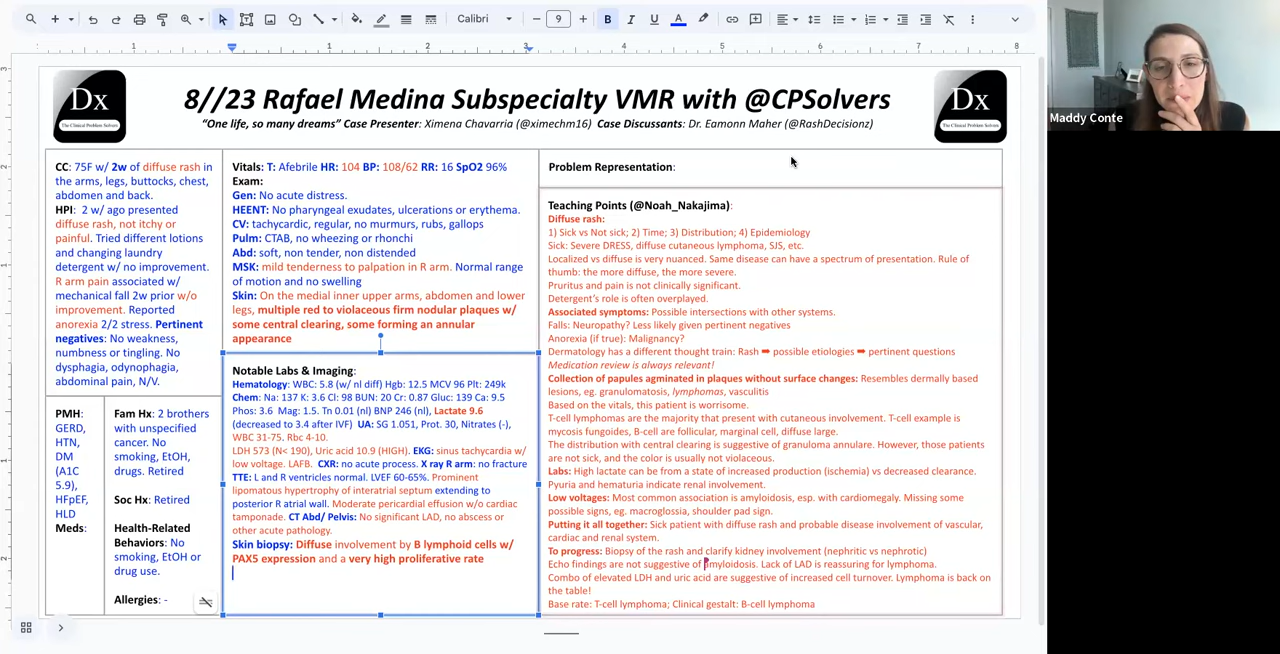 Calibri
9
B I U A
1 1 2 3 4 5 6 7 8
3
2
1
1
2
Dx
The Clinical Problem Solvers
8//23 Rafael Medina Subspecialty VMR with @CPSolvers
“One life, so many dreams” Case Presenter: Ximena Chavarria (@ximechm16) Case Discussants: Dr. Eamonn Maher (@RashDecisionz)
Dx
The Clinical Problem Solvers
CC: 75F w/ 2w of diffuse rash in
the arms, legs, buttocks, chest,
abdomen and back.
HPI: 2 w/ ago presented
diffuse rash, not itchy or
painful. Tried different lotions
and changing laundry
detergent w/ no improvement.
R arm pain associated w/
mechanical fall 2w prior w/o
improvement. Reported
anorexia 2/2 stress. Pertinent
negatives: No weakness,
numbness or tingling. No
dysphagia, odynophagia,
abdominal pain, N/V.
PMH:
GERD,
HTN,
DM
(A1C
5.9),
HFpEF,
HLD
Meds:
Fam Hx: 2 brothers
with unspecified
cancer. No
smoking, EtOH,
drugs. Retired
Soc Hx: Retired
Health-Related
Behaviors: No
smoking, EtOH or
drug use.
Allergies: -
Vitals: T: Afebrile HR: 104 BP: 108/62 RR: 16 SpO2 96%
Exam:
Gen: No acute distress.
HEENT: No pharyngeal exudates, ulcerations or erythema.
CV: tachycardic, regular, no murmurs, rubs, gallops
Pulm: CTAB, no wheezing or rhonchi
Abd: soft, non tender, non distended
MSK: mild tenderness to palpation in R arm. Normal range
of motion and no swelling
Skin: On the medial inner upper arms, abdomen and lower
legs, multiple red to violaceous firm nodular plaques w/
some central clearing, some forming an annular
appearance
Notable Labs & Imaging:
Hematology: WBC: 5.8 (w/ nl diff) Hgb: 12.5 MCV 96 Plt: 249k
Chem: Na: 137 K: 3.6 Cl: 98 BUN: 20 Cr: 0.87 Gluc: 139 Ca: 9.5
Phos: 3.6 Mag: 1.5. Tn 0.01 (nl) BNP 246 (nl), Lactate 9.6
(decreased to 3.4 after IVF) UA: SG 1.051, Prot. 30, Nitrates (-),
WBC 31-75. Rbc 4-10.
LDH 573 (N< 190), Uric acid 10.9 (HIGH). EKG: sinus tachycardia w/
low voltage. LAFB. CXR: no acute process. X ray R arm: no fracture
TTE: L and R ventricles normal. LVEF 60-65%. Prominent
lipomatous hypertrophy of interatrial septum extending to
posterior R atrial wall. Moderate pericardial effusion w/o cardiac
tamponade. CT Abd/ Pelvis: No significant LAD, no abscess or
other acute pathology.
Skin biopsy: Diffuse involvement by B lymphoid cells w/
PAX5 expression and a very high proliferative rate
Problem Representation:
Teaching Points (@Noah_Nakajima):
Diffuse rash:
1) Sick vs Not sick; 2) Time; 3) Distribution; 4) Epidemiology
Sick: Severe DRESS, diffuse cutaneous lymphoma, SJS, etc.
Localized vs diffuse is very nuanced. Same disease can have a spectrum of presentation. Rule of
thumb: the more diffuse, the more severe.
Pruritus and pain is not clinically significant.
Detergent’s role is often overplayed.
Associated symptoms: Possible intersections with other systems.
Falls: Neuropathy? Less likely given pertinent negatives
Anorexia (if true): Malignancy?
Dermatology has a different thought train: Rash ➡ possible etiologies ➡ pertinent questions
Medication review is always relevant!
Collection of papules agminated in plaques without surface changes: Resembles dermally based
lesions, eg. granulomatosis, lymphomas, vasculitis
Based on the vitals, this patient is worrisome.
T-cell lymphomas are the majority that present with cutaneous involvement. T-cell example is
mycosis fungoides, B-cell are follicular, marginal cell, diffuse large.
The distribution with central clearing is suggestive of granuloma annulare. However, those patients
are not sick, and the color is usually not violaceous.
Labs: High lactate can be from a state of increased production (ischemia) vs decreased clearance.
Pyuria and hematuria indicate renal involvement.
Low voltages: Most common association is amyloidosis, esp. with cardiomegaly. Missing some
possible signs, eg. macroglossia, shoulder pad sign.
Putting it all together: Sick patient with diffuse rash and probable disease involvement of vascular,
cardiac and renal system.
To progress: Biopsy of the rash and clarify kidney involvement (nephritic vs nephrotic)
Echo findings are not suggestive of amyloidosis. Lack of LAD is reassuring for lymphoma.
Combo of elevated LDH and uric acid are suggestive of increased cell turnover. Lymphoma is back on
the table!
Base rate: T-cell lymphoma; Clinical gestalt: B-cell lymphoma
Maddy Conte